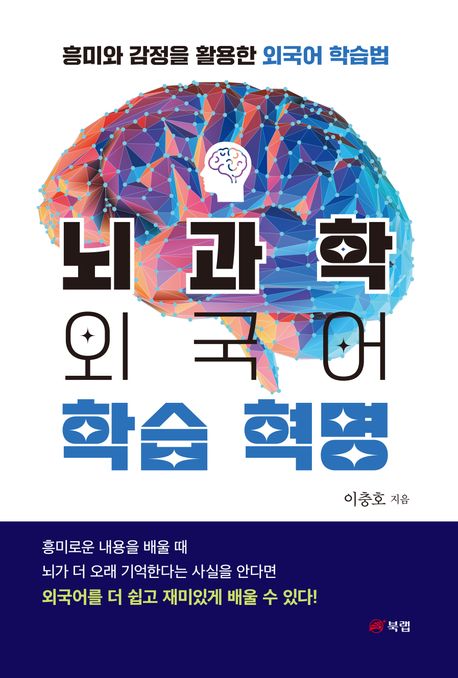 흥미와 감정을 활용한 외국어 학습법
뇌과학
외국어
학습 혁명
이충호 지음
흥미로운 내용을 배울 때
뇌가 더 오래 기억한다는 사실을 안다면
외국어를 더 쉽고 재미있게 배울 수 있다!
북랩